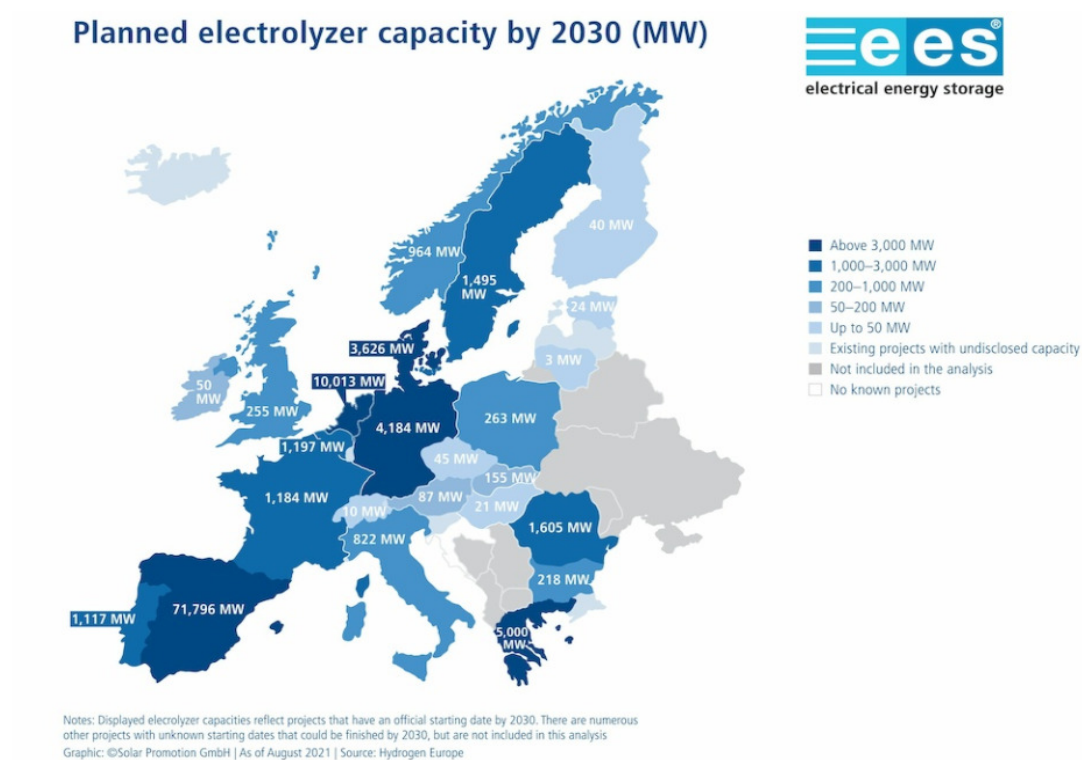 Planned electrolyzer capacity by 2030 (MW)
ees®
electrical energy storage
40 MW
964 MW
1,495
MW
24 MW
3,626 MW
3 MW
10,013 MW
50
MW
255 MW
4,184 MW
263 MW
1,197 MW
45 MW
155 MW
1,184 MW
87 MW
21 MW
10 MW
1,605 MW
822 MW
218 MW
71,796 MW
1,117 MW
5,000
MW
Above 3,000 MW
1,000–3,000 MW
200–1,000 MW
50–200 MW
Up to 50 MW
Existing projects with undisclosed capacity
Not included in the analysis
No known projects
Notes: Displayed elecrolyzer capacities reflect projects that have an official starting date by 2030. There are numerous
other projects with unknown starting dates that could be finished by 2030, but are not included in this analysis
Graphic: ©Solar Promotion GmbH | As of August 2021 | Source: Hydrogen Europe